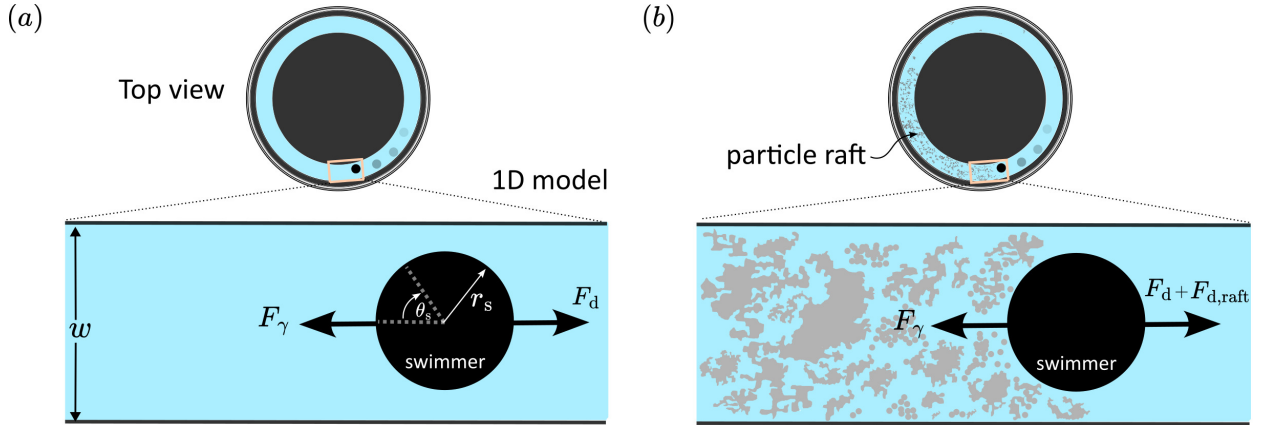 (a)
Top view
1D model
w
F_γ
θ_s
r_s
F_d
swimmer
(b)
particle raft
F_γ
F_d + F_d,raft
swimmer